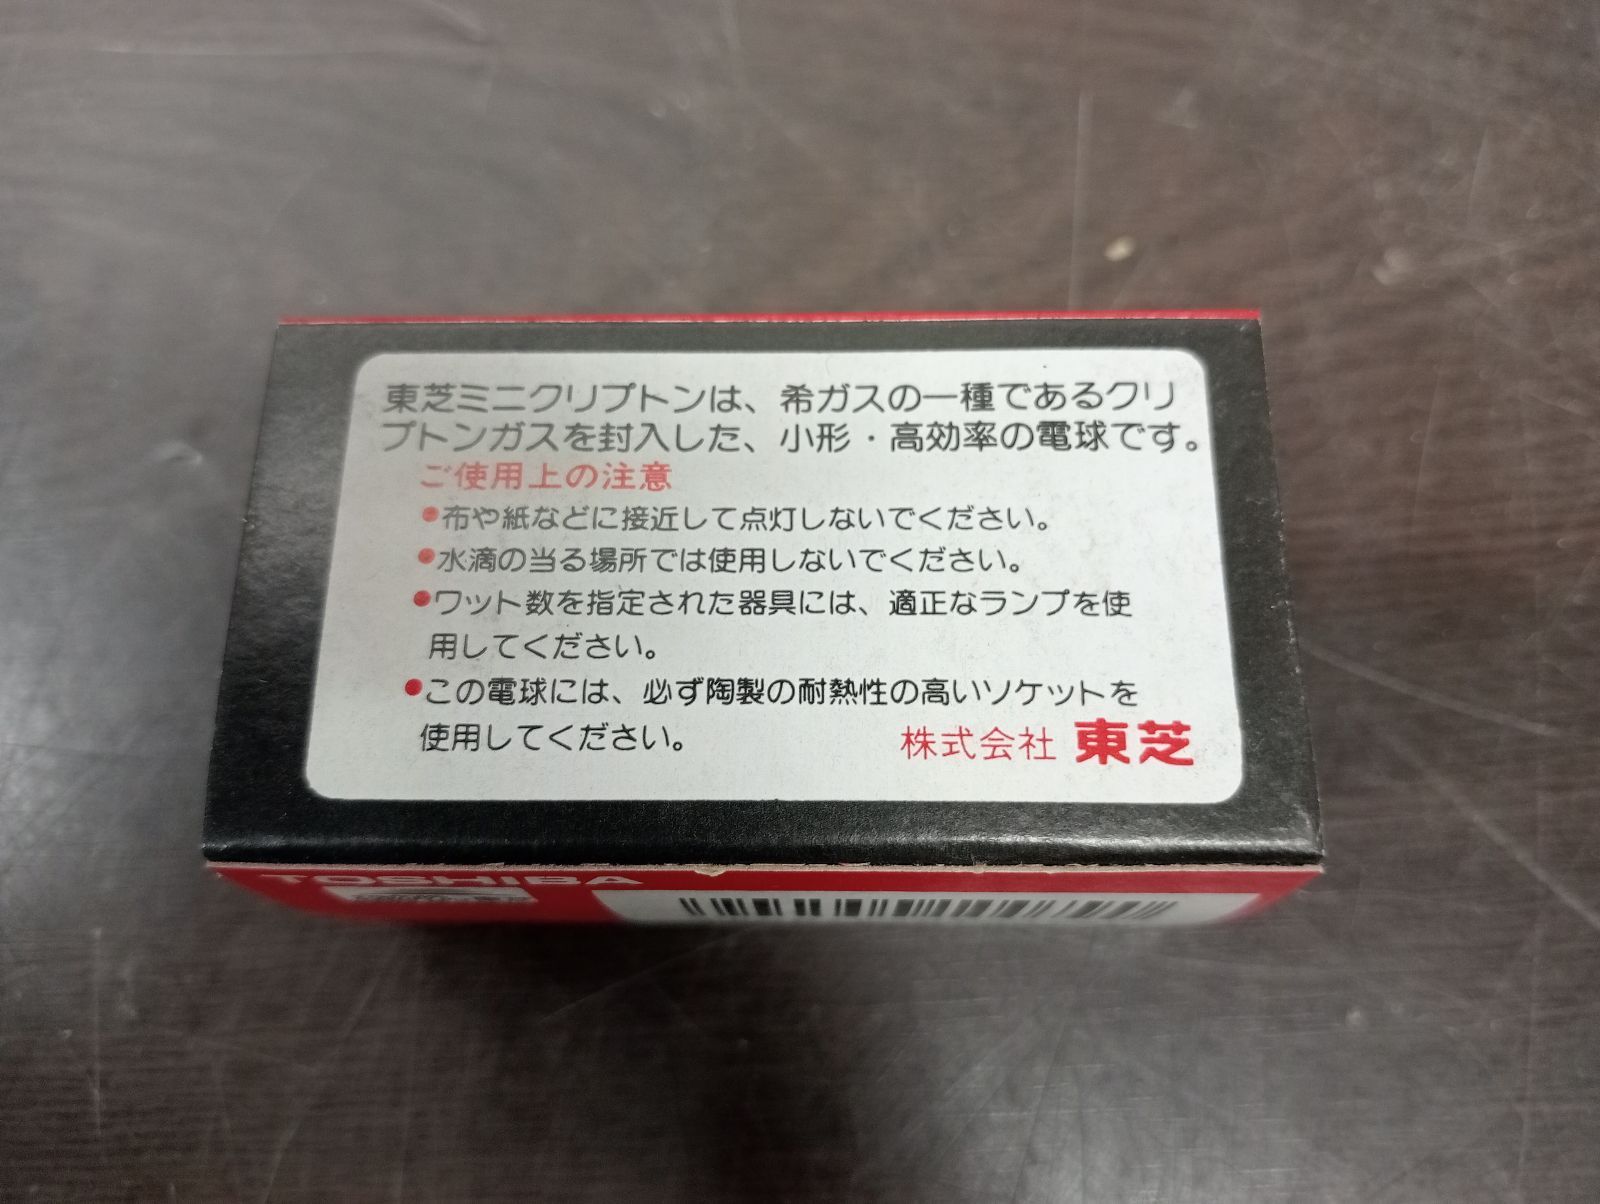 東芝ミニクリプトンは、希ガスの一種であるクリ
プトンガスを封入した、小形・高効率の電球です。
ご使用上の注意
●布や紙などに接近して点灯しないでください。
●水滴の当る場所では使用しないでください。
●ワット数を指定された器具には、適正なランプを使
用してください。
●この電球には、必ず陶製の耐熱性の高いソケットを
使用してください。
株式会社 東芝
TOSHIBA